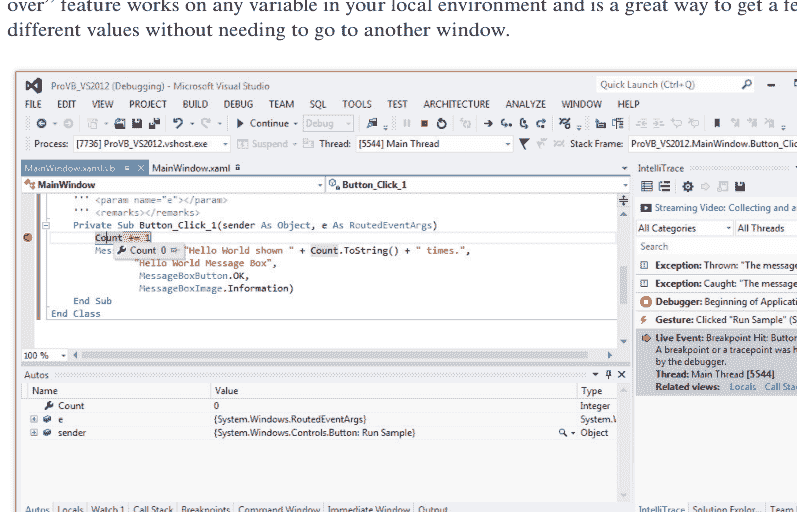 over” feature works on any variable in your local environment and is a great way to get a fe
different values without needing to go to another window.
ProVB_VS2012 (Debugging) - Microsoft Visual Studio
Quick Launch (Ctrl+Q)
FILE EDIT VIEW PROJECT BUILD DEBUG TEAM SQL TOOLS TEST ARCHITECTURE ANALYZE WINDOW HELP
Continue Debug
Process: [7736] ProVB_VS2012.vshost.exe Suspend Thread: [5544] Main Thread Stack Frame: ProVB_VS2012.MainWindow.Button_Clic
MainWindow.xaml.vb MainWindow.xaml
MainWindow Button_Click_1
''' <param name="e"></param>
''' <remarks></remarks>
Private Sub Button_Click_1(sender As Object, e As RoutedEventArgs)
Count += 1
Mes Count 0 "Hello World shown " + Count.ToString() + " times.",
"Hello World Message Box",
MessageBoxButton.OK,
MessageBoxImage.Information)
End Sub
End Class
100 %
IntelliTrace
Streaming Video: Collecting and a
All Categories All Threads
Search
Exception: Thrown: "The message
Exception: Caught: "The message
Debugger: Beginning of Applicati
Gesture: Clicked "Run Sample" (S
Live Event: Breakpoint Hit: Button
A breakpoint or a tracepoint was h
by the debugger.
Thread: Main Thread [5544]
Related views: Locals Call Sta
Autos
Name Value Type
Count 0 Integer
e {System.Windows.RoutedEventArgs} System.\
sender {System.Windows.Controls.Button: Run Sample} Object
Autos Locals Watch 1 Call Stack Breakpoints Command Window Immediate Window Output
IntelliTrace Solution Explor... Team